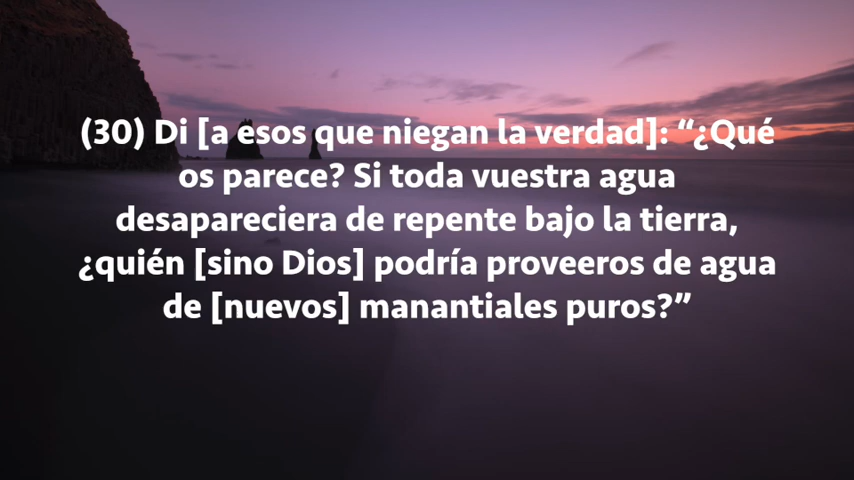 (30) Di [a esos que niegan la verdad]: “¿Qué
os parece? Si toda vuestra agua
desapareciera de repente bajo la tierra,
¿quién [sino Dios] podría proveeros de agua
de [nuevos] manantiales puros?”